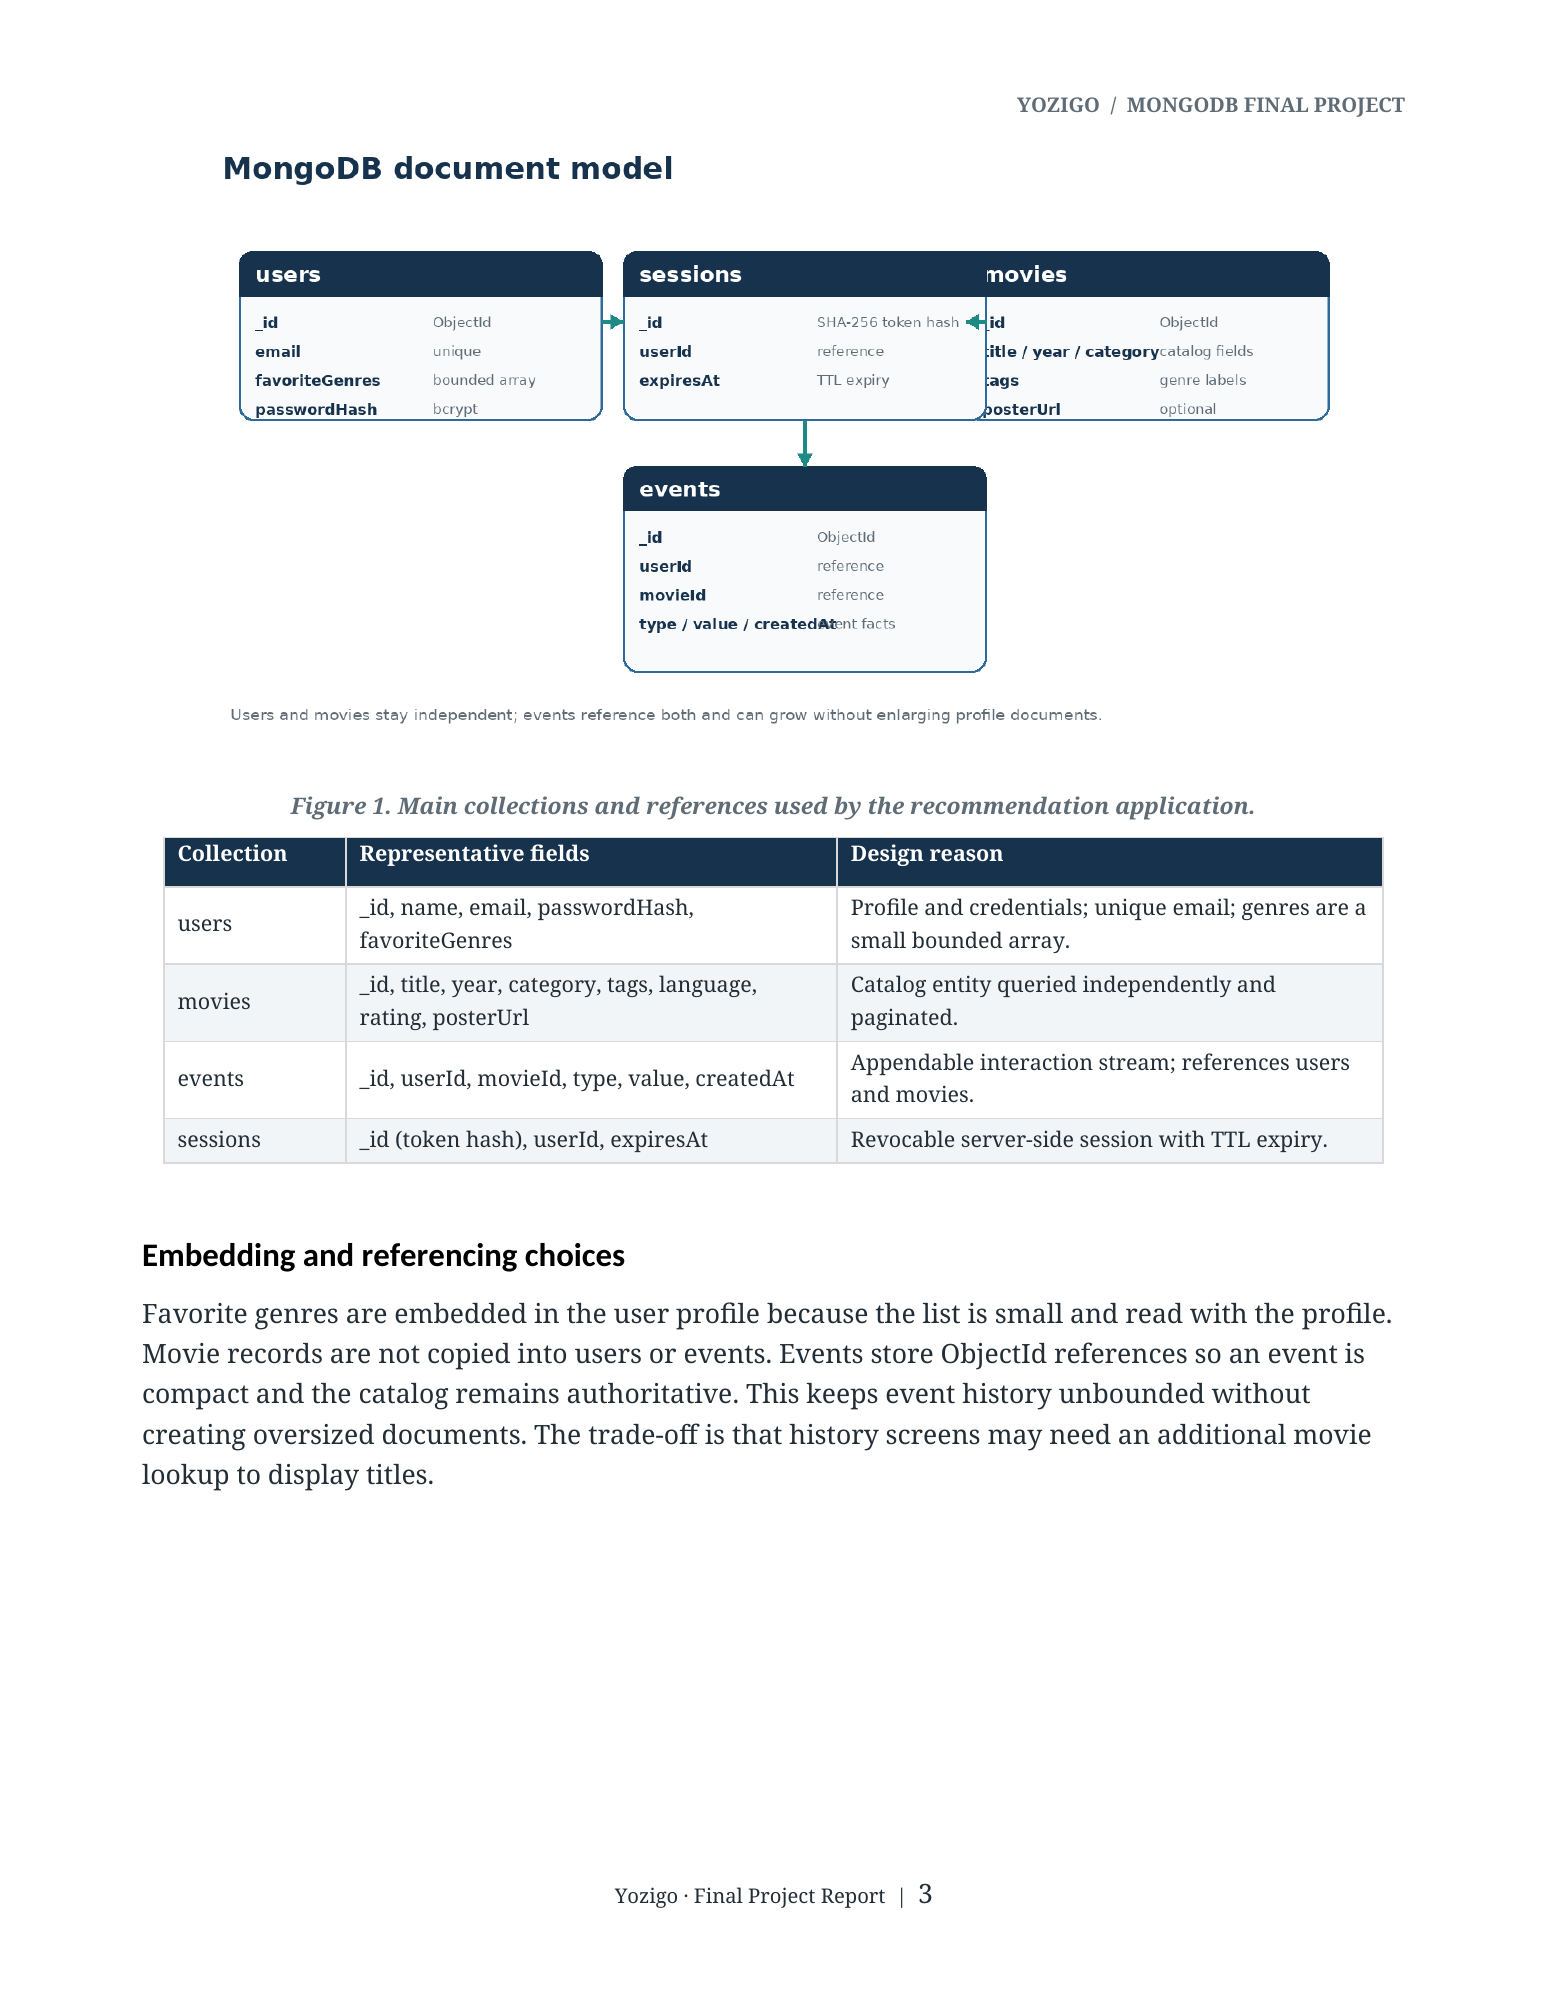 YOZIGO / MONGODB FINAL PROJECT
MongoDB document model
users
_id ObjectId
email unique
favoriteGenres bounded array
passwordHash bcrypt
sessions
_id SHA-256 token hash
userId reference
expiresAt TTL expiry
movies
_id ObjectId
title / year / category catalog fields
tags genre labels
posterUrl optional
events
_id ObjectId
userId reference
movieId reference
type / value / createdAt event facts
Users and movies stay independent; events reference both and can grow without enlarging profile documents.
Figure 1. Main collections and references used by the recommendation application.
Collection Representative fields Design reason
users
_id, name, email, passwordHash,
favoriteGenres
Profile and credentials; unique email; genres are a
small bounded array.
movies
_id, title, year, category, tags, language,
rating, posterUrl
Catalog entity queried independently and
paginated.
events
_id, userId, movieId, type, value, createdAt
Appendable interaction stream; references users
and movies.
sessions _id (token hash), userId, expiresAt Revocable server-side session with TTL expiry.
Embedding and referencing choices
Favorite genres are embedded in the user profile because the list is small and read with the profile.
Movie records are not copied into users or events. Events store ObjectId references so an event is
compact and the catalog remains authoritative. This keeps event history unbounded without
creating oversized documents. The trade-off is that history screens may need an additional movie
lookup to display titles.
Yozigo · Final Project Report | 3